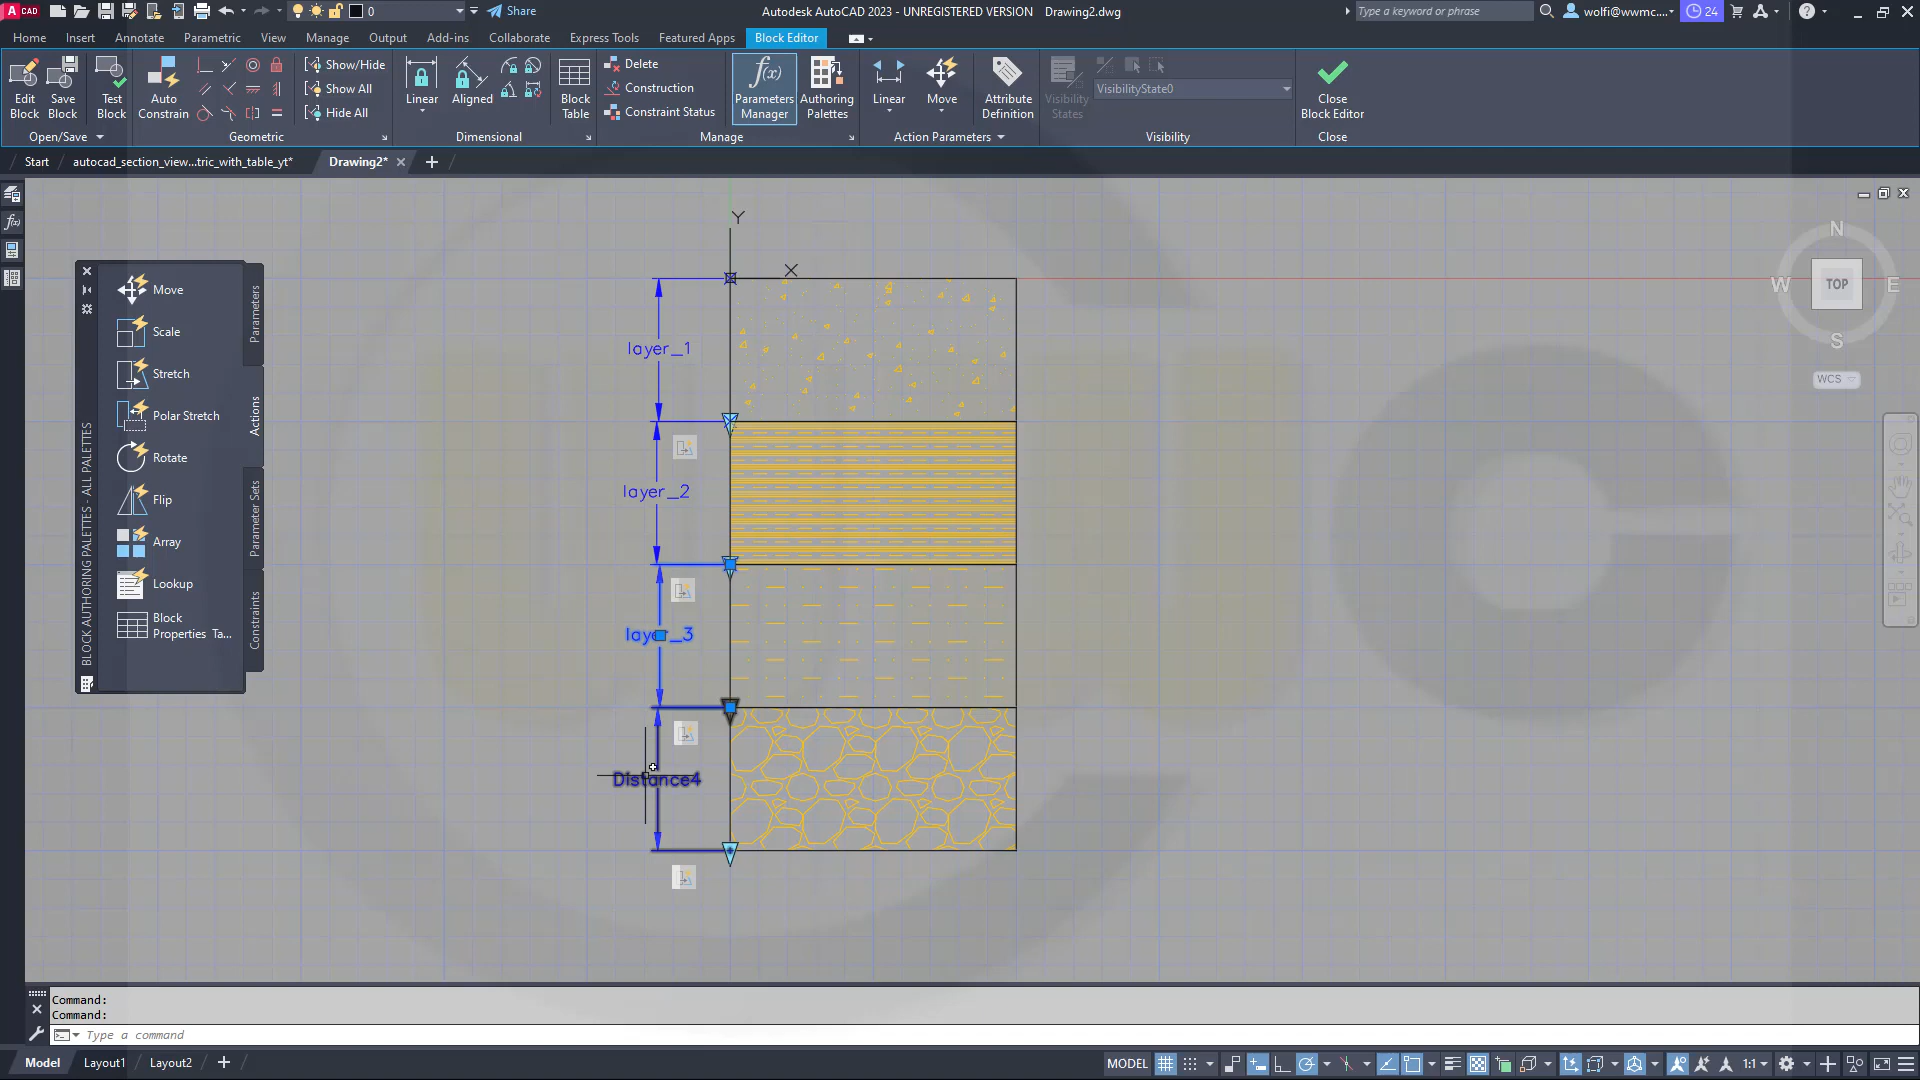 CAD
Share
Autodesk AutoCAD 2023 - UNREGISTERED VERSION Drawing2.dwg
Type a keyword or phrase
wolfi@wwmc....
24
0
Home Insert Annotate Parametric View Manage Output Add-ins Collaborate Express Tools Featured Apps Block Editor
Edit Block
Save Block
Test Block
Open/Save
Auto Constrain
Show/Hide
Show All
Hide All
Geometric
Linear
Aligned
Block Table
Dimensional
Delete
Construction
Constraint Status
f(x)
Parameters Manager
Authoring Palettes
Manage
Linear
Move
Attribute Definition
Action Parameters
Visibility States
VisibilityState0
Visibility
Close Block Editor
Close
Start
autocad_section_view...tric_with_table_yt*
Drawing2*
Y
X
layer_1
layer_2
layer_3
Distance4
N
W
TOP
E
S
WCS
Move
Scale
Stretch
Polar Stretch
Rotate
Flip
Array
Lookup
Block
Properties Ta...
Parameters
Actions
Parameter Sets
Constraints
BLOCK AUTHORING PALETTES - ALL PALETTES
Command:
Command:
Type a command
Model
Layout1
Layout2
MODEL
1:1